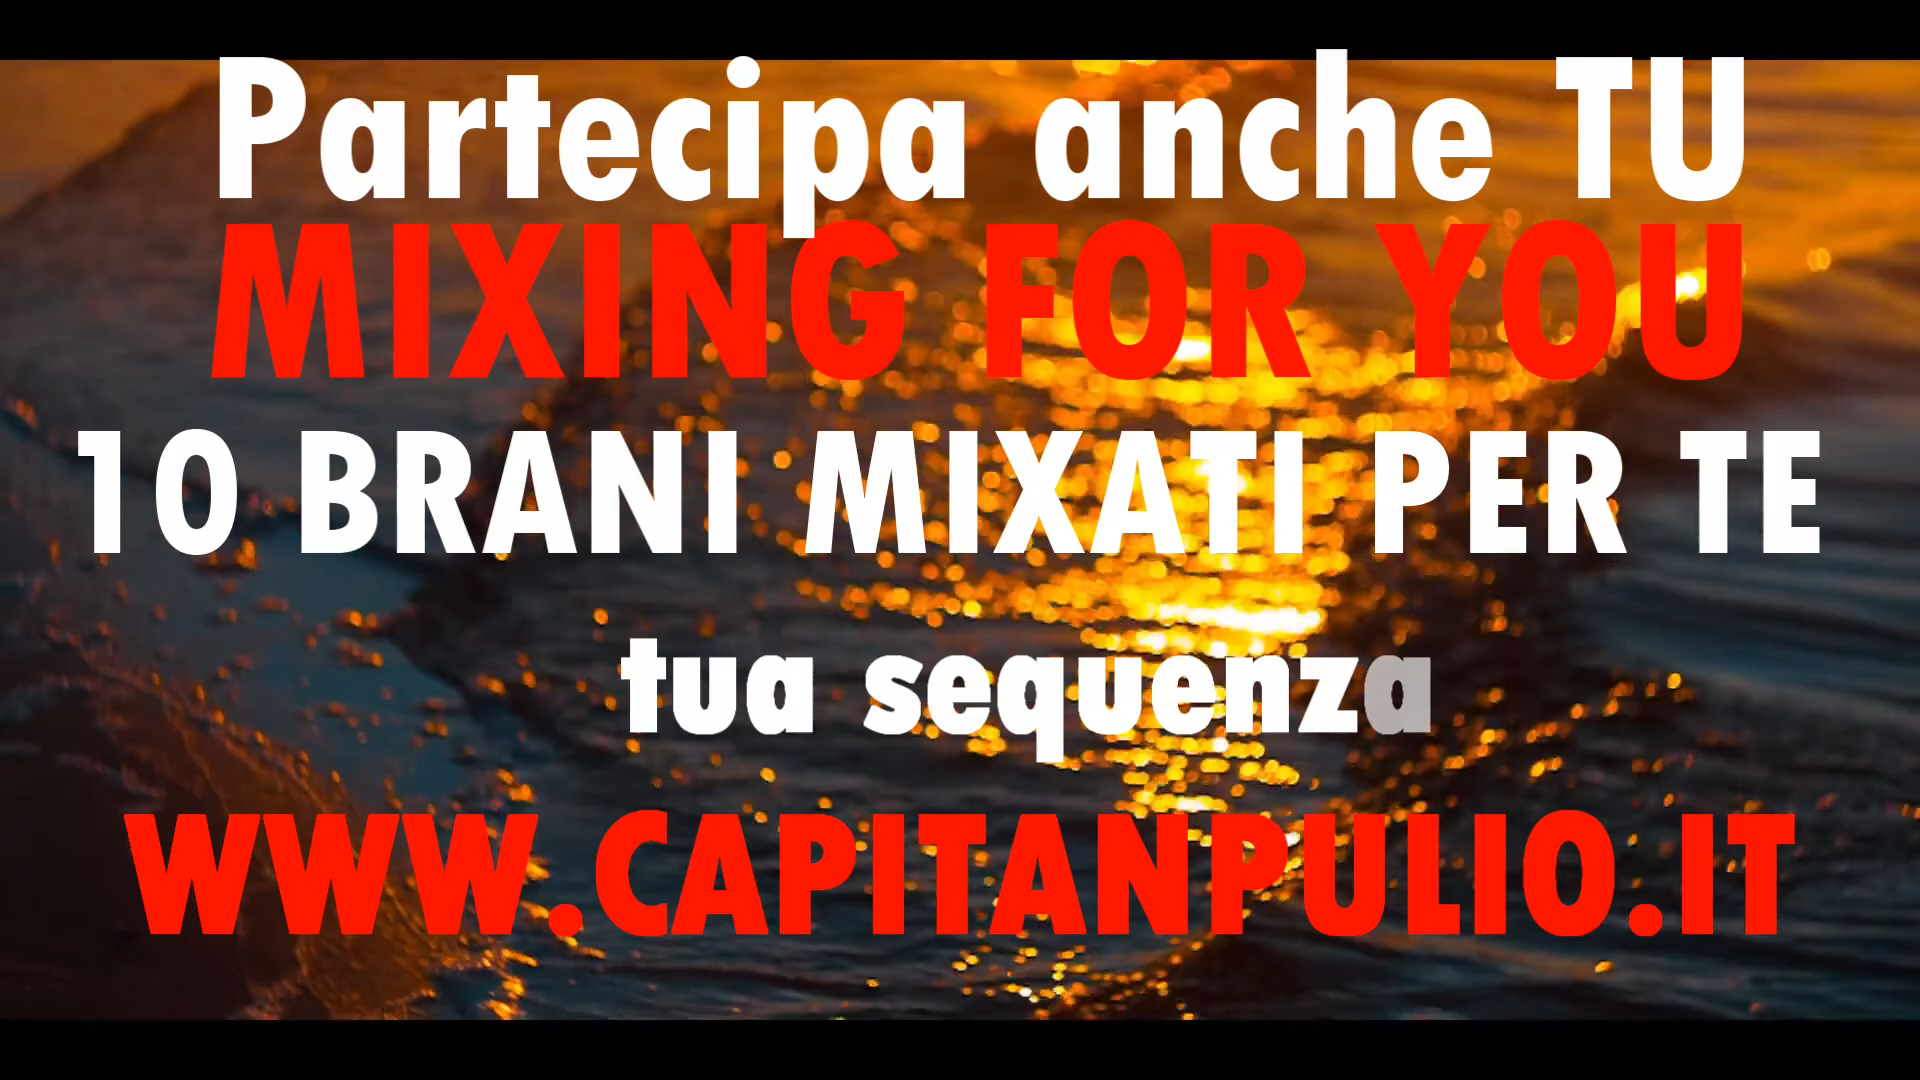 Partecipa anche TU
MIXING FOR YOU
10 BRANI MIXATI PER TE
tua sequenza
WWW.CAPITANPULIO.IT